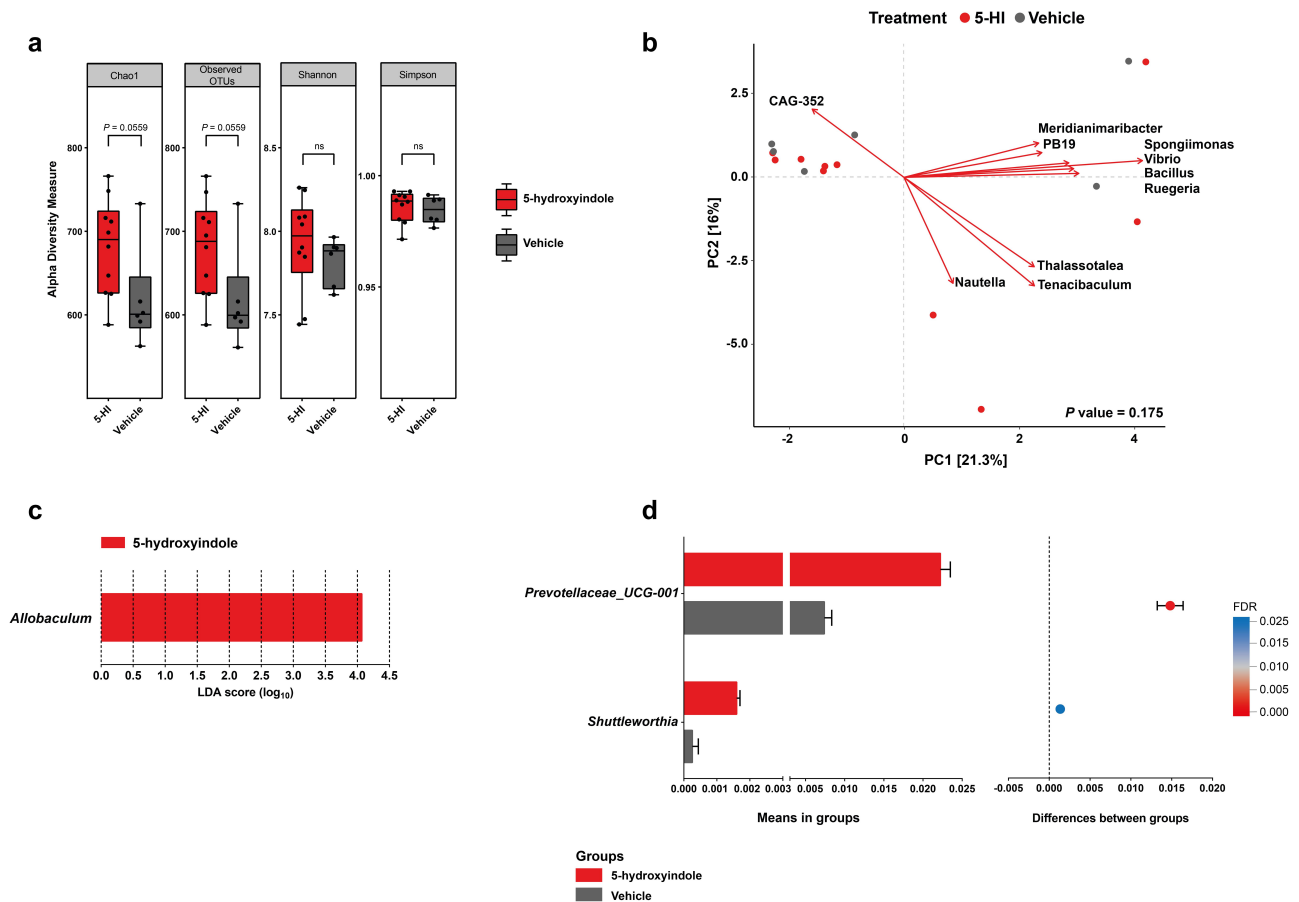 a
Chao1
Observed
OTUs
Shannon
Simpson
Alpha Diversity Measure
P = 0.0559
P = 0.0559
ns
ns
800
700
600
800
700
600
8.5
8.0
7.5
1.00
0.95
5-HI
Vehicle
5-HI
Vehicle
5-HI
Vehicle
5-HI
Vehicle
5-hydroxyindole
Vehicle
b
Treatment 5-HI Vehicle
PC2 [16%]
2.5
0.0
-2.5
-5.0
CAG-352
Meridianimaribacter
PB19
Spongiimonas
Vibrio
Bacillus
Ruegeria
Thalassotalea
Nautella
Tenacibaculum
P value = 0.175
-2 0 2 4
PC1 [21.3%]
c
5-hydroxyindole
Allobaculum
0.0 0.5 1.0 1.5 2.0 2.5 3.0 3.5 4.0 4.5
LDA score (log10)
d
Prevotellaceae_UCG-001
Shuttleworthia
0.000 0.001 0.002 0.003 0.005 0.010 0.015 0.020 0.025
Means in groups
-0.005 0.000 0.005 0.010 0.015 0.020
Differences between groups
FDR
0.025
0.015
0.010
0.005
0.000
Groups
5-hydroxyindole
Vehicle